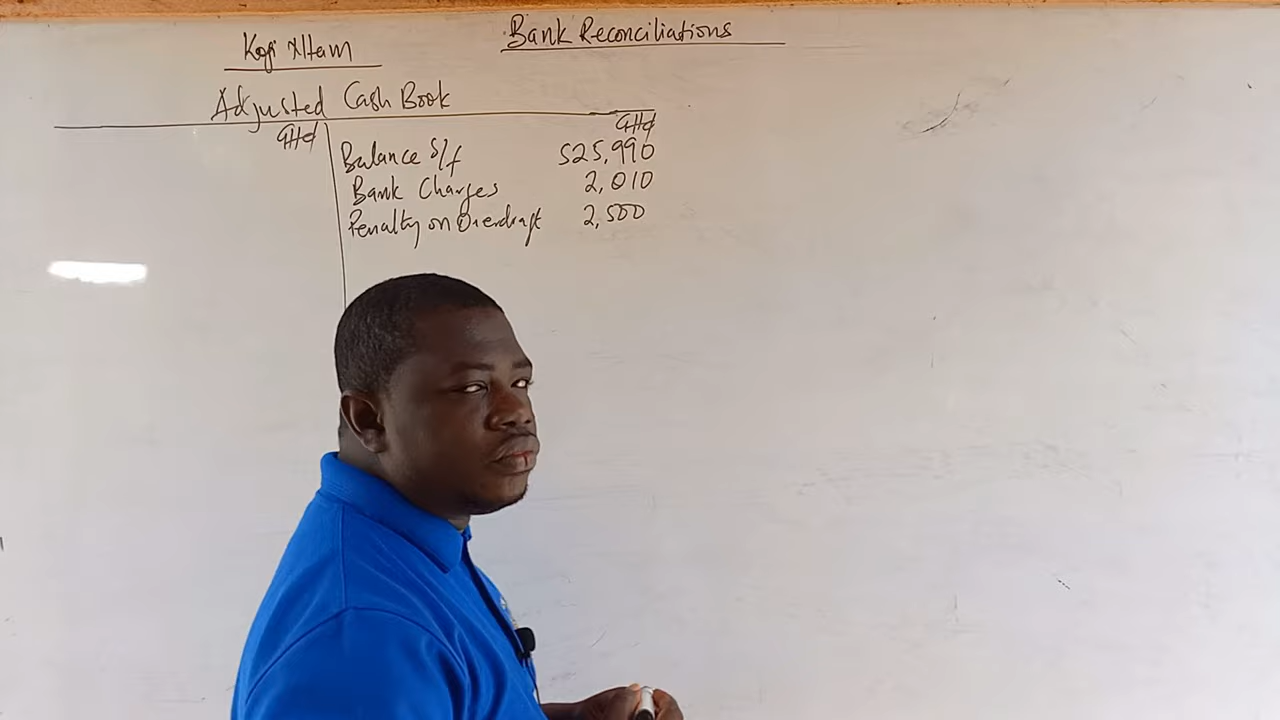 Bank Reconciliations
Kofi Attam
Adjusted Cash Book
GH¢
GH¢
Balance b/f 525,990
Bank Charges 2,010
Penalty on Overdraft 2,500